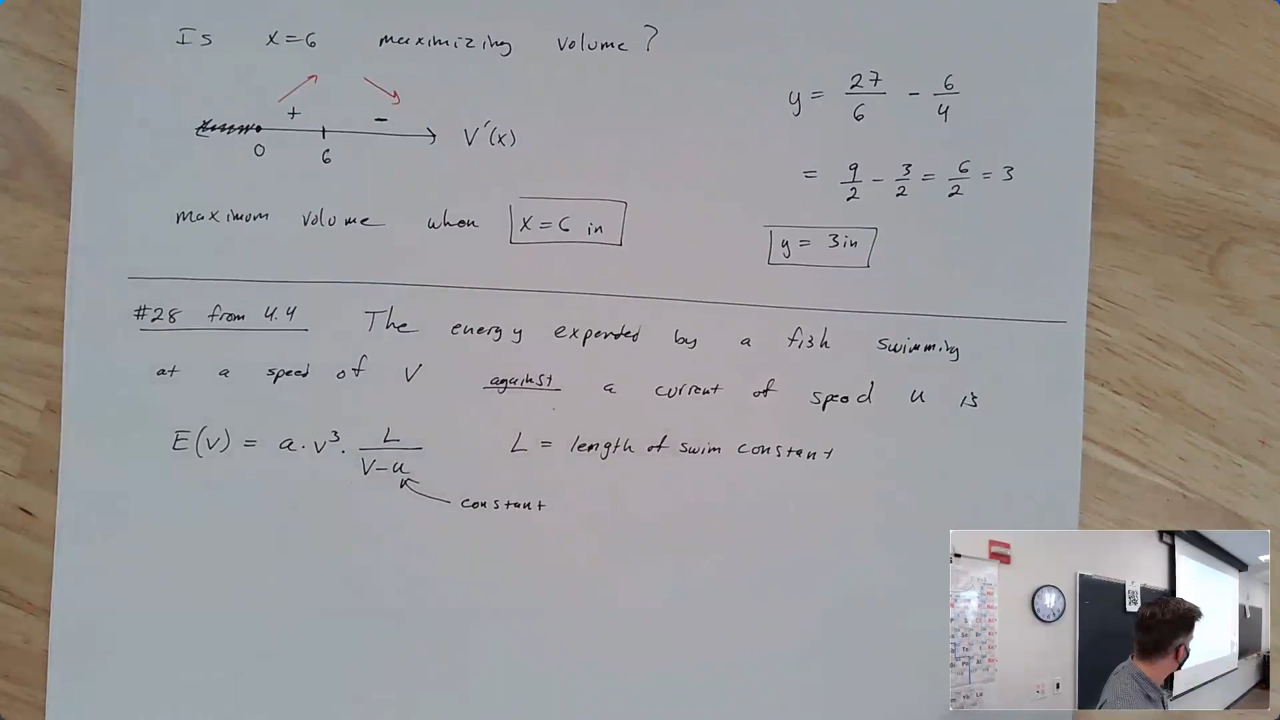 Is x=6 maximizing volume?
+ -
0 6 V'(x)
maximum volume when x=6 in
y = 27/6 - 6/4
= 9/2 - 3/2 = 6/2 = 3
y = 3in
#28 from 4.4 The energy expended by a fish swimming
at a speed of V against a current of speed u is
E(v) = a·v³· L/(V-u) L = length of swim constant
constant